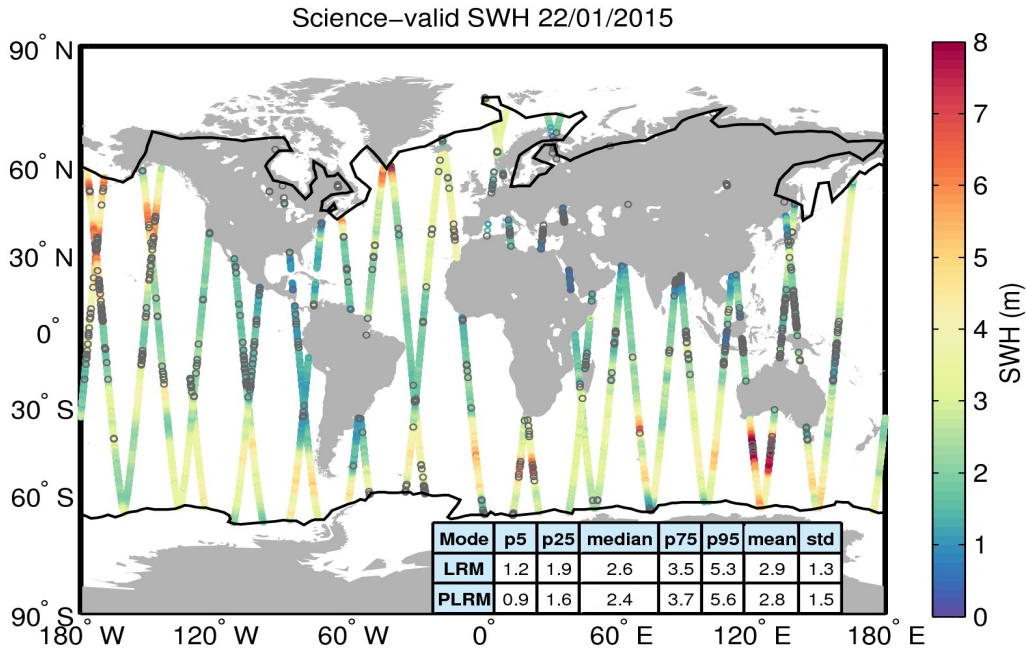 Science−valid SWH 22/01/2015
90° N
60° N
30° N
0°
30° S
60° S
90° S
180° W
120° W
60° W
0°
60° E
120° E
180° E
Mode p5 p25 median p75 p95 mean std
LRM 1.2 1.9 2.6 3.5 5.3 2.9 1.3
PLRM 0.9 1.6 2.4 3.7 5.6 2.8 1.5
8
7
6
5
4
3
2
1
0
SWH (m)